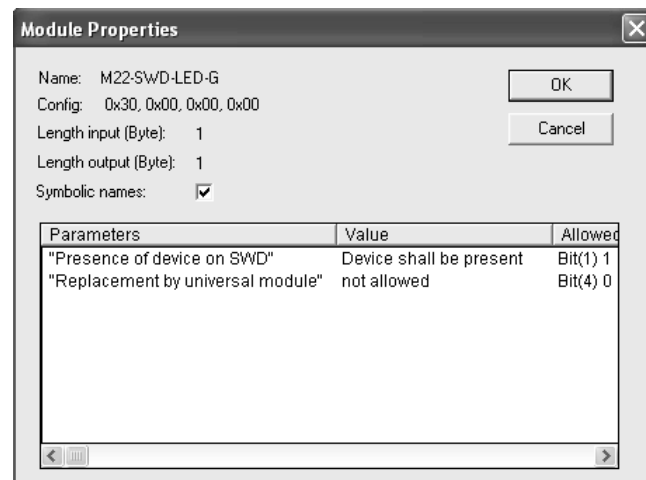 Module Properties
Name: M22-SWD-LED-G
OK
Config: 0x30, 0x00, 0x00, 0x00
Length input (Byte): 1
Cancel
Length output (Byte): 1
Symbolic names:
Parameters Value Allowed
"Presence of device on SWD" Device shall be present Bit(1) 1
"Replacement by universal module" not allowed Bit(4) 0